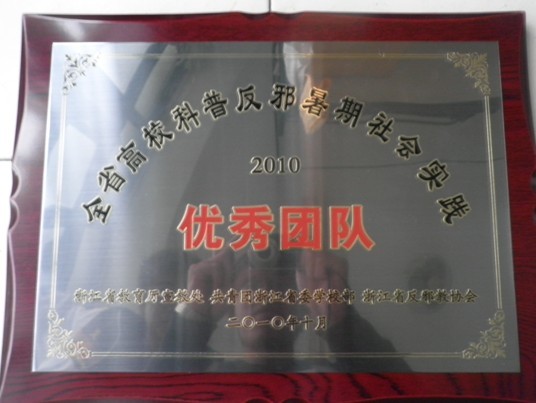 全省高校科普反邪暑期社会实践
2010
优秀团队
浙江省教育厅宣教处 共青团浙江省委学校部 浙江省反邪教协会
二〇一〇年十月